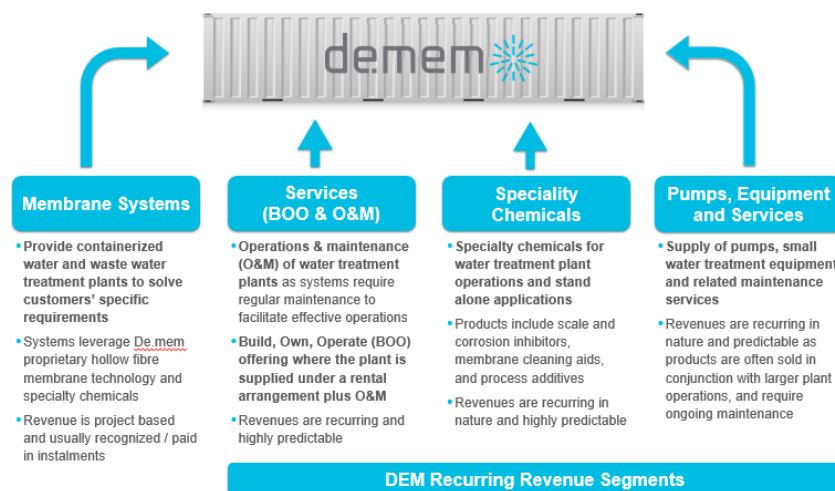 de.mem
Membrane Systems
• Provide containerized
water and waste water
treatment plants to solve
customers' specific
requirements
• Systems leverage De.mem
proprietary hollow fibre
membrane technology and
specialty chemicals
• Revenue is project based
and usually recognized / paid
in instalments
Services
(BOO & O&M)
• Operations & maintenance
(O&M) of water treatment
plants as systems require
regular maintenance to
facilitate effective operations
• Build, Own, Operate (BOO)
offering where the plant is
supplied under a rental
arrangement plus O&M
• Revenues are recurring and
highly predictable
Speciality
Chemicals
• Specialty chemicals for
water treatment plant
operations and stand
alone applications
• Products include scale and
corrosion inhibitors,
membrane cleaning aids,
and process additives
• Revenues are recurring in
nature and highly predictable
Pumps, Equipment
and Services
• Supply of pumps, small
water treatment equipment
and related maintenance
services
• Revenues are recurring in
nature and predictable as
products are often sold in
conjunction with larger plant
operations, and require
ongoing maintenance
DEM Recurring Revenue Segments